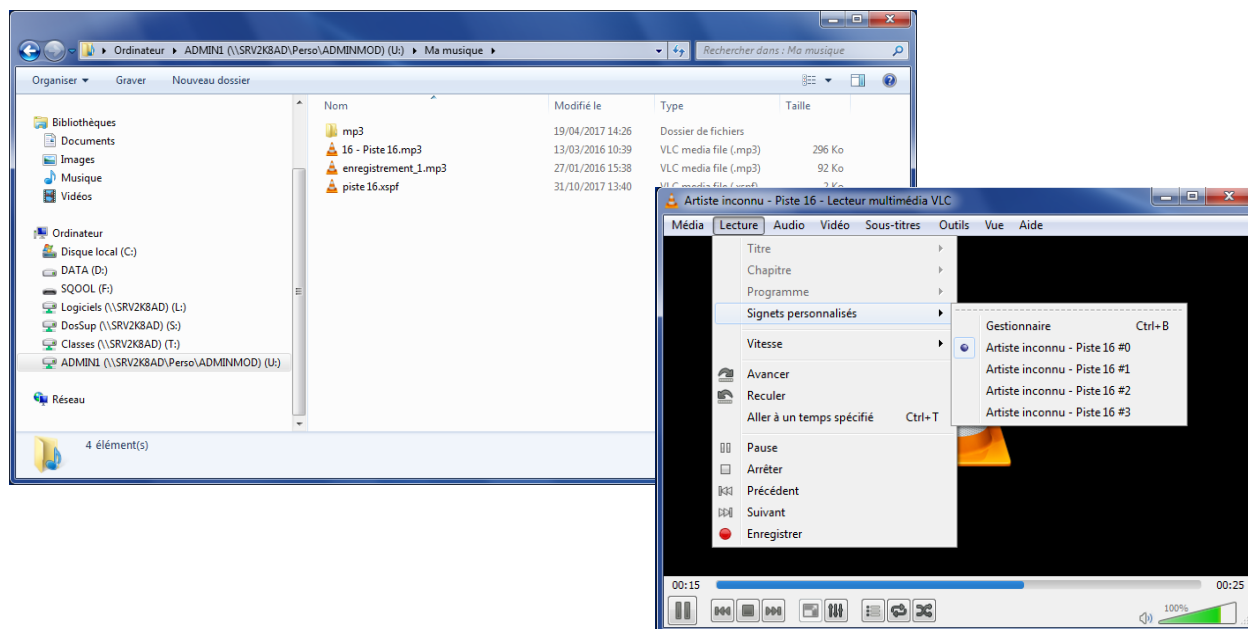 Ordinateur ▸ ADMIN1 (\\SRV2K8AD\Perso\ADMINMOD) (U:) ▸ Ma musique ▸
Rechercher dans : Ma musique
Organiser Graver Nouveau dossier
Nom Modifié le Type Taille
mp3 19/04/2017 14:26 Dossier de fichiers
16 - Piste 16.mp3 13/03/2016 10:39 VLC media file (.mp3) 296 Ko
enregistrement_1.mp3 27/01/2016 15:38 VLC media file (.mp3) 92 Ko
piste 16.xspf 31/10/2017 13:40 VLC media file (.xspf) 2 Ko
Bibliothèques
Documents
Images
Musique
Vidéos
Ordinateur
Disque local (C:)
DATA (D:)
SQOOL (F:)
Logiciels (\\SRV2K8AD) (L:)
DosSup (\\SRV2K8AD) (S:)
Classes (\\SRV2K8AD) (T:)
ADMIN1 (\\SRV2K8AD\Perso\ADMINMOD) (U:)
Réseau
4 élément(s)
Artiste inconnu - Piste 16 - Lecteur multimédia VLC
Média Lecture Audio Vidéo Sous-titres Outils Vue Aide
Titre
Chapitre
Programme
Signets personnalisés
Vitesse
Avancer
Reculer
Aller à un temps spécifié Ctrl+T
Pause
Arrêter
Précédent
Suivant
Enregistrer
Gestionnaire Ctrl+B
Artiste inconnu - Piste 16 #0
Artiste inconnu - Piste 16 #1
Artiste inconnu - Piste 16 #2
Artiste inconnu - Piste 16 #3
00:15 00:25
100%